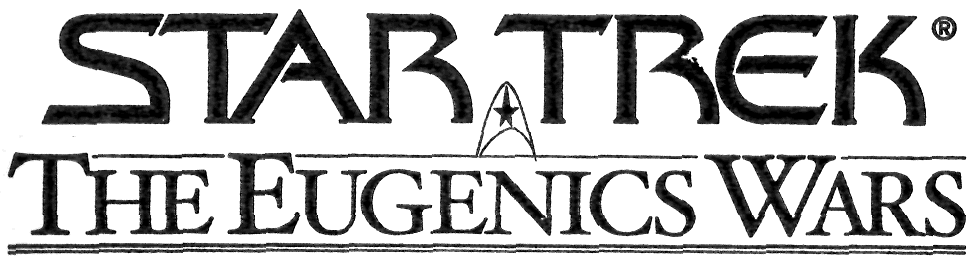 STAR TREK®
THE EUGENICS WARS